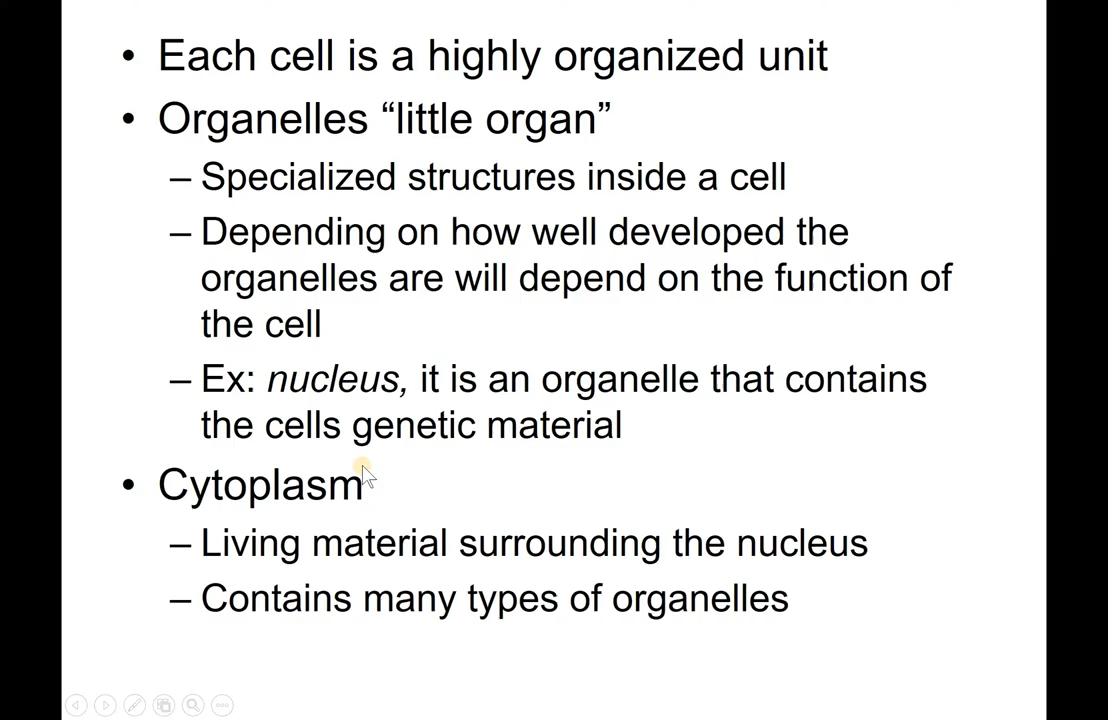 • Each cell is a highly organized unit
• Organelles “little organ”
– Specialized structures inside a cell
– Depending on how well developed the
organelles are will depend on the function of
the cell
– Ex: nucleus, it is an organelle that contains
the cells genetic material
• Cytoplasm
– Living material surrounding the nucleus
– Contains many types of organelles